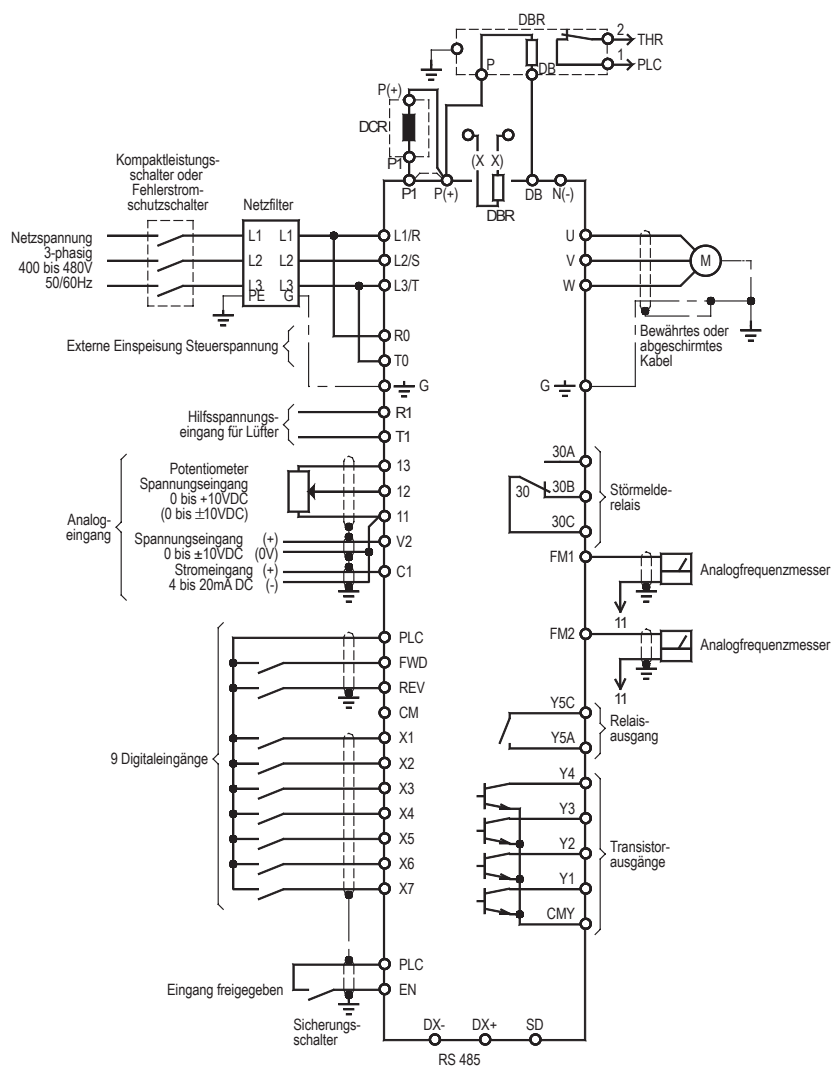 DBR
2
THR
1
PLC
P
DB
P(+)
DCR
P1
(X X)
DBR
P1
P(+)
DB
N(-)
Kompaktleistungs-
schalter oder
Fehlerstrom-
schutzschalter
Netzfilter
Netzspannung
3-phasig
400 bis 480V
50/60Hz
L1 L1
L2 L2
L3 L3
PE G
L1/R
L2/S
L3/T
U
V
W
M
Bewährtes oder
abgeschirmtes
Kabel
Externe Einspeisung Steuerspannung
R0
T0
G
G
Hilfsspannungs-
eingang für Lüfter
R1
T1
Analog-
eingang
Potentiometer
Spannungseingang
0 bis +10VDC
(0 bis ±10VDC)
13
12
11
Spannungseingang (+)
0 bis ±10VDC (0V)
Stromeingang (+)
4 bis 20mA DC (-)
V2
C1
30A
30
30B
30C
Störmelde-
relais
FM1
Analogfrequenzmesser
11
FM2
Analogfrequenzmesser
11
9 Digitaleingänge
PLC
FWD
REV
CM
X1
X2
X3
X4
X5
X6
X7
Y5C
Y5A
Relais-
ausgang
Y4
Y3
Y2
Y1
CMY
Transistor-
ausgänge
Eingang freigegeben
PLC
EN
Sicherungs-
schalter
DX-
DX+
SD
RS 485